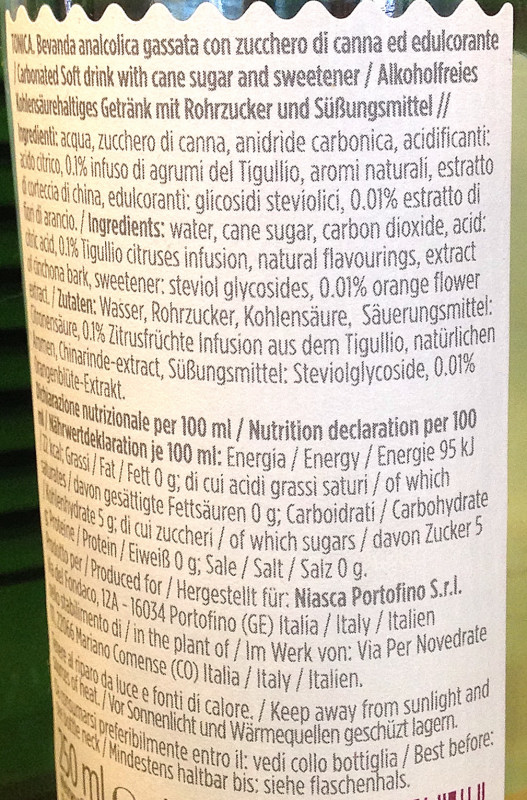 TONICA. Bevanda analcolica gassata con zucchero di canna ed edulcorante
/ Carbonated Soft drink with cane sugar and sweetener / Alkoholfreies
kohlensäurehaltiges Getränk mit Rohrzucker und Süßungsmittel //
Ingredienti: acqua, zucchero di canna, anidride carbonica, acidificanti:
acido citrico, 0.1% infuso di agrumi del Tigullio, aromi naturali, estratto
di corteccia di china, edulcoranti: glicosidi steviolici, 0.01% estratto di
fiori di arancio. / Ingredients: water, cane sugar, carbon dioxide, acid:
citric acid, 0.1% Tigullio citruses infusion, natural flavourings, extract
of cinchona bark, sweetener: steviol glycosides, 0.01% orange flower
extract. / Zutaten: Wasser, Rohrzucker, Kohlensäure, Säuerungsmittel:
Citronensäure, 0.1% Zitrusfrüchte Infusion aus dem Tigullio, natürlichen
Aromen, Chinarinde-extract, Süßungsmittel: Steviolglycoside, 0.01%
Orangenblüte-Extrakt.
Dichiarazione nutrizionale per 100 ml / Nutrition declaration per 100
ml / Nährwertdeklaration je 100 ml: Energia / Energy / Energie 95 kJ
/ 22 kcal; Grassi / Fat / Fett 0 g; di cui acidi grassi saturi / of which
saturates / davon gesättigte Fettsäuren 0 g; Carboidrati / Carbohydrate
/ Kohlenhydrate 5 g; di cui zuccheri / of which sugars / davon Zucker 5
g; Proteine / Protein / Eiweiß 0 g; Sale / Salt / Salz 0 g.
Prodotto per / Produced for / Hergestellt für: Niasca Portofino S.r.l.
del Fondaco, 12A - 16034 Portofino (GE) Italia / Italy / Italien
nello stabilimento di / in the plant of / Im Werk von: Via Per Novedrate
22066 Mariano Comense (CO) Italia / Italy / Italien.
Tenere al riparo da luce e fonti di calore. / Keep away from sunlight and
sources of heat. / Vor Sonnenlicht und Wärmequellen geschüzt lagern.
Da consumarsi preferibilmente entro il: vedi collo bottiglia / Best before:
bottle neck / Mindestens haltbar bis: siehe flaschenhals.
250 ml